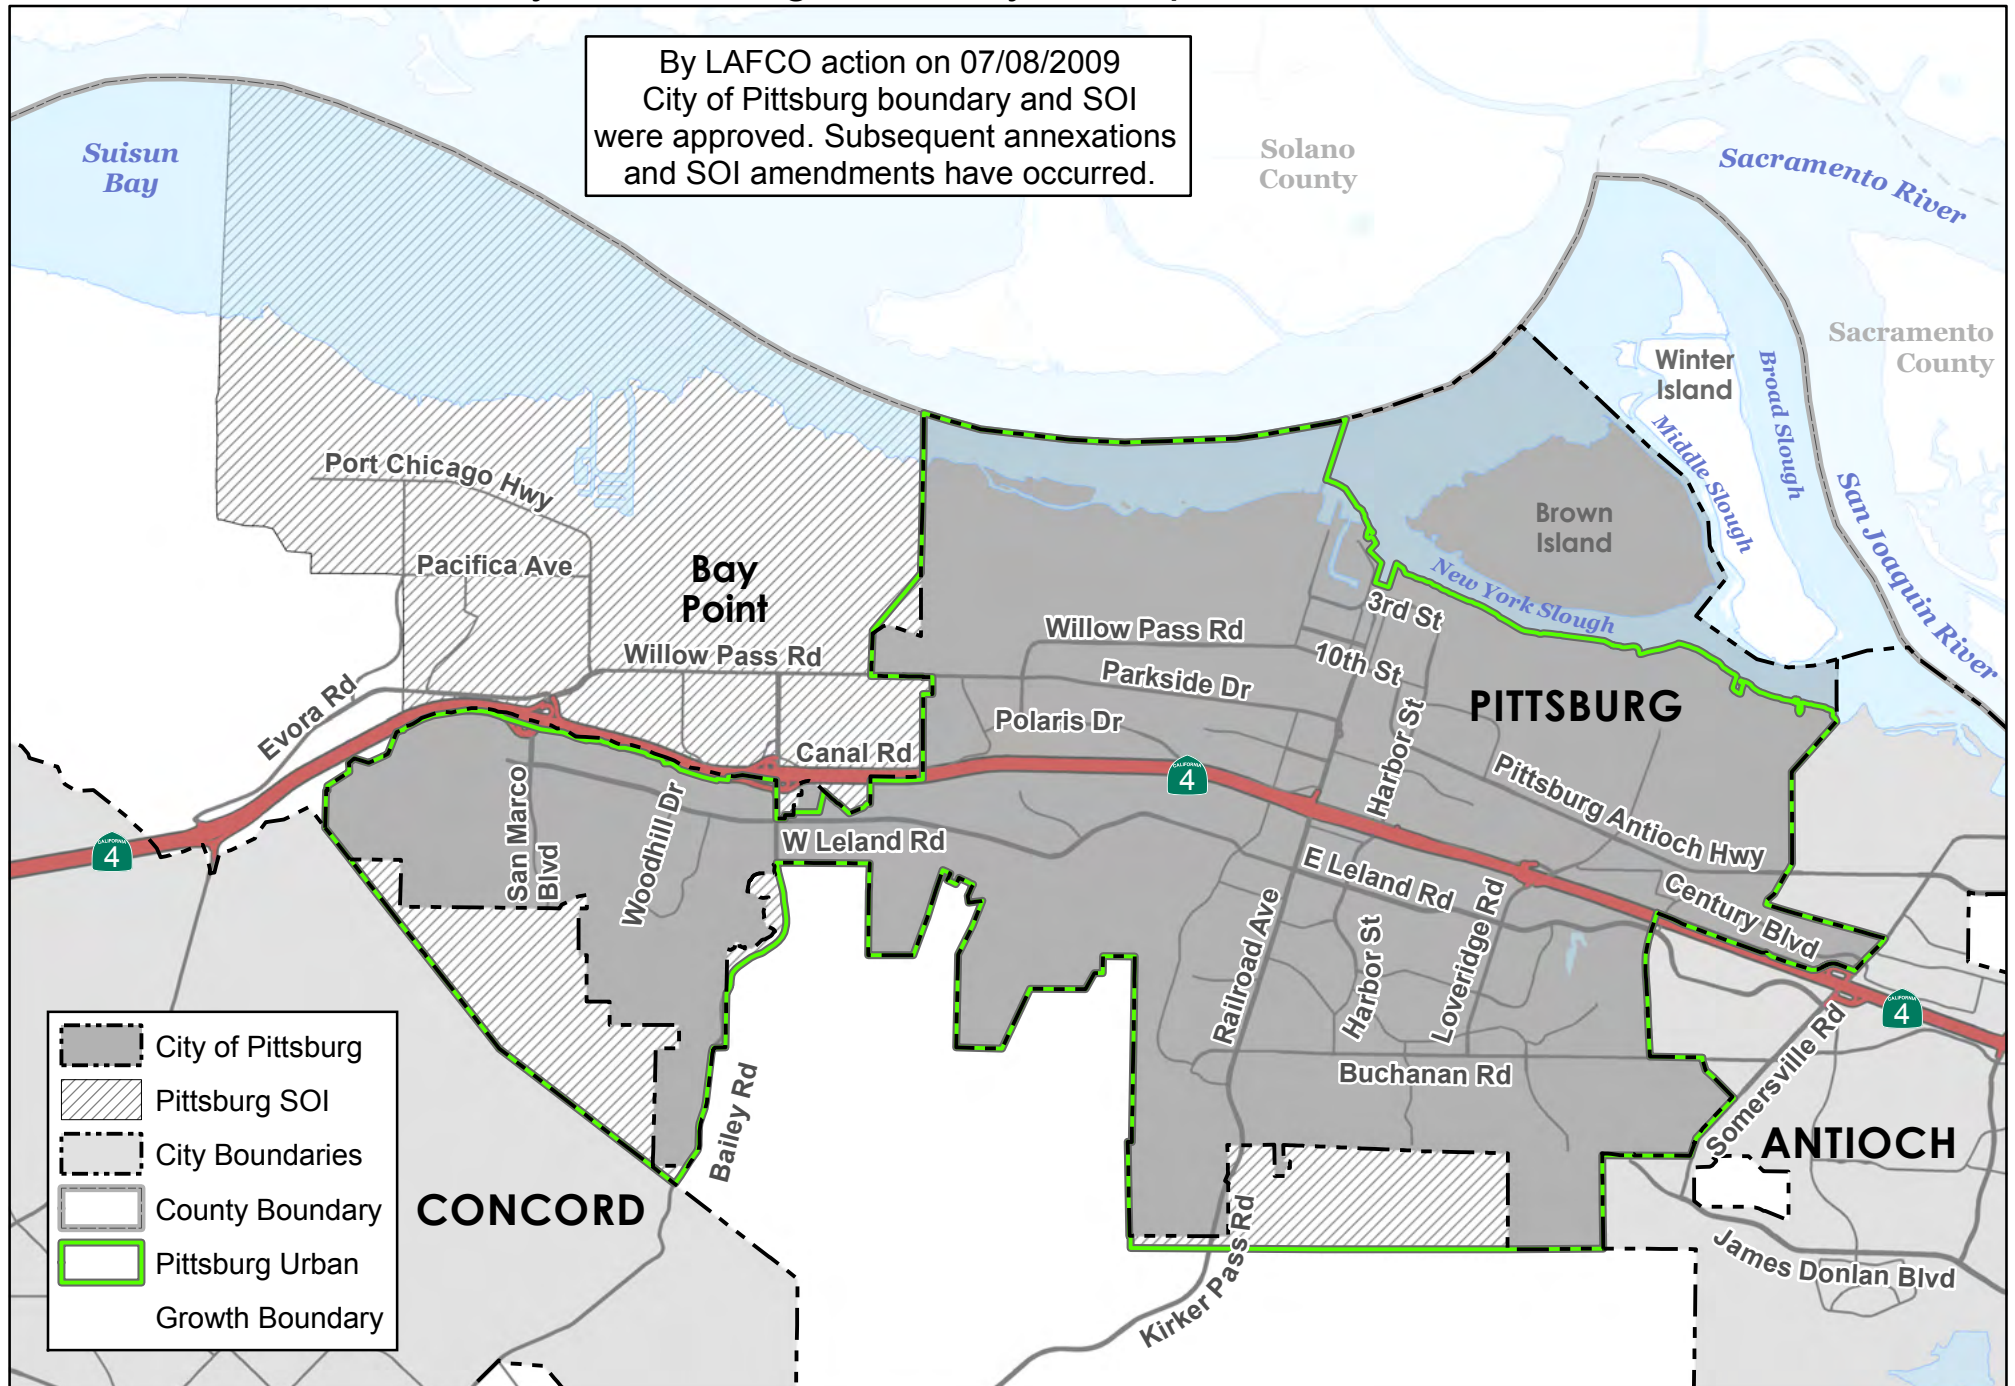 By LAFCO action on 07/08/2009
City of Pittsburg boundary and SOI
were approved. Subsequent annexations
and SOI amendments have occurred.
Suisun
Bay
Solano
County
Sacramento River
Sacramento
County
Winter
Island
Broad Slough
Middle Slough
San Joaquin River
Brown
Island
New York Slough
Port Chicago Hwy
Pacifica Ave
Bay
Point
Willow Pass Rd
Willow Pass Rd
3rd St
10th St
Parkside Dr
Polaris Dr
PITTSBURG
Harbor St
Evora Rd
Canal Rd
CALIFORNIA
4
Pittsburg Antioch Hwy
San Marco
Blvd
Woodhill Dr
W Leland Rd
E Leland Rd
Century Blvd
CALIFORNIA
4
Railroad Ave
Harbor St
Loveridge Rd
CALIFORNIA
4
Somersville Rd
Buchanan Rd
Bailey Rd
ANTIOCH
CONCORD
Kirker Pass Rd
James Donlan Blvd
City of Pittsburg
Pittsburg SOI
City Boundaries
County Boundary
Pittsburg Urban
Growth Boundary